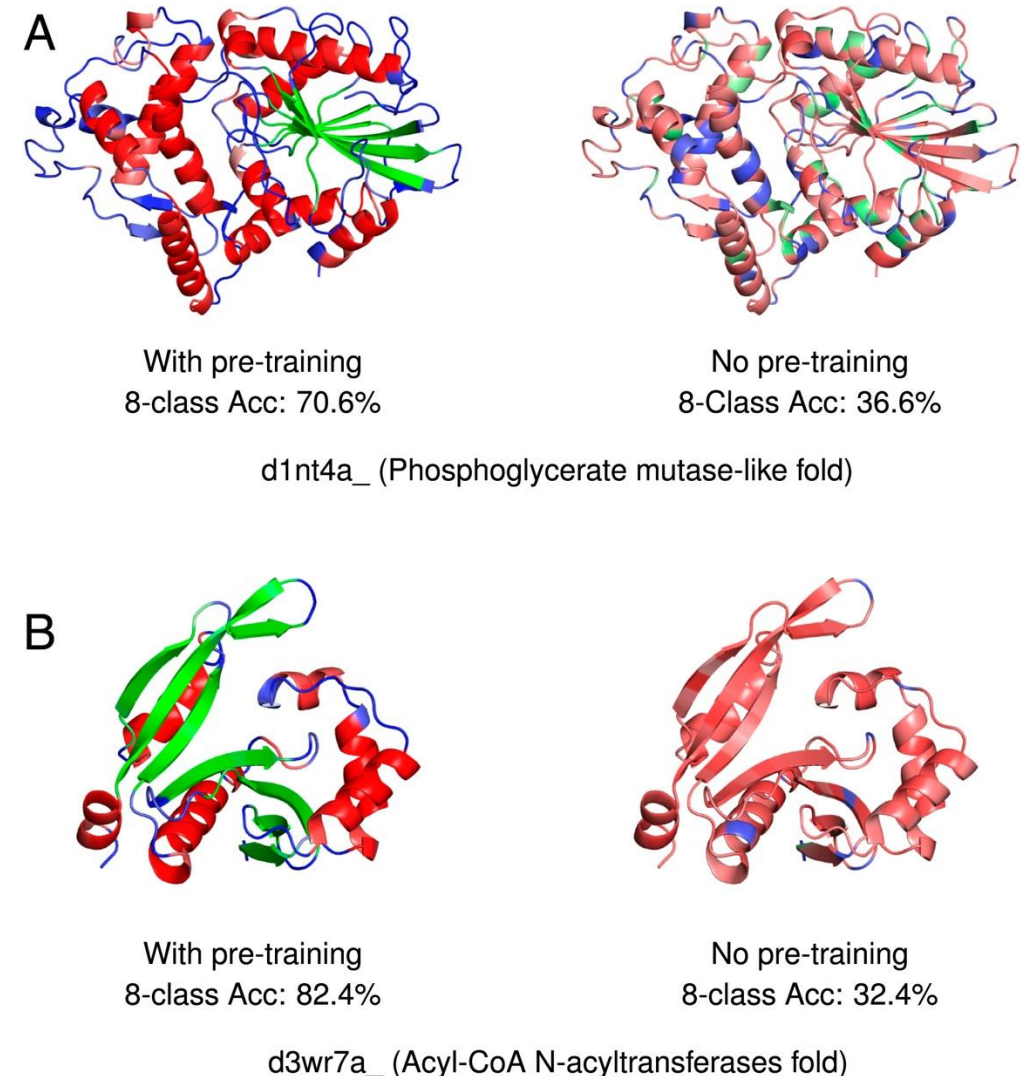 A
With pre-training
8-class Acc: 70.6%
No pre-training
8-Class Acc: 36.6%
d1nt4a_ (Phosphoglycerate mutase-like fold)
B
With pre-training
8-class Acc: 82.4%
No pre-training
8-class Acc: 32.4%
d3wr7a_ (Acyl-CoA N-acyltransferases fold)